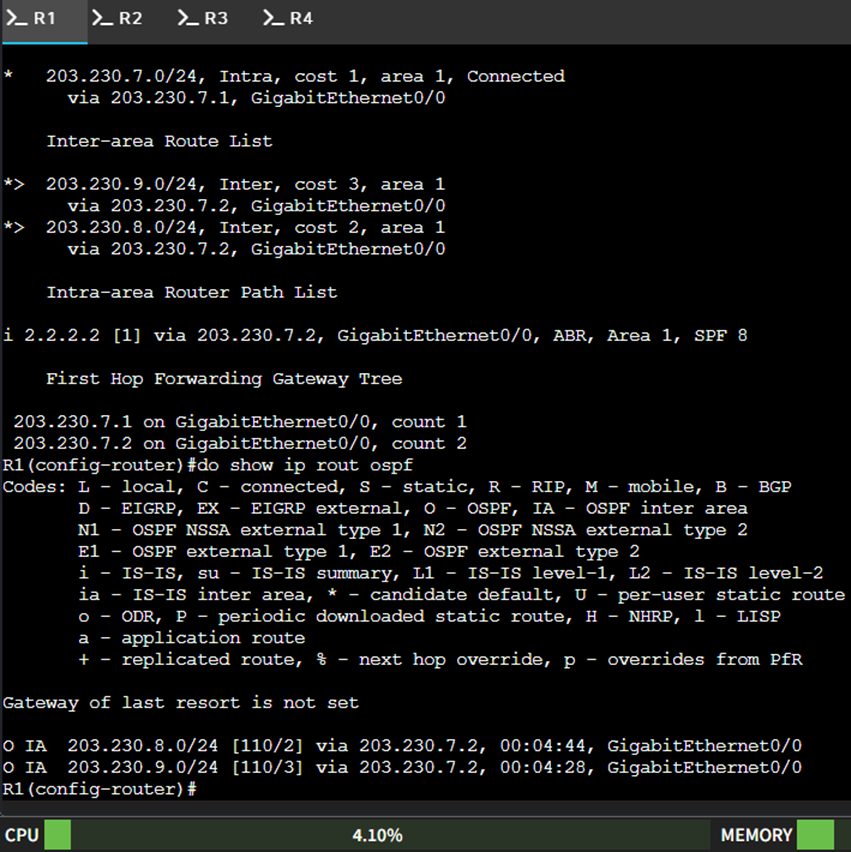 R1 R2 R3 R4
* 203.230.7.0/24, Intra, cost 1, area 1, Connected
via 203.230.7.1, GigabitEthernet0/0
Inter-area Route List
*> 203.230.9.0/24, Inter, cost 3, area 1
via 203.230.7.2, GigabitEthernet0/0
*> 203.230.8.0/24, Inter, cost 2, area 1
via 203.230.7.2, GigabitEthernet0/0
Intra-area Router Path List
i 2.2.2.2 [1] via 203.230.7.2, GigabitEthernet0/0, ABR, Area 1, SPF 8
First Hop Forwarding Gateway Tree
203.230.7.1 on GigabitEthernet0/0, count 1
203.230.7.2 on GigabitEthernet0/0, count 2
R1(config-router)#do show ip rout ospf
Codes: L - local, C - connected, S - static, R - RIP, M - mobile, B - BGP
D - EIGRP, EX - EIGRP external, O - OSPF, IA - OSPF inter area
N1 - OSPF NSSA external type 1, N2 - OSPF NSSA external type 2
E1 - OSPF external type 1, E2 - OSPF external type 2
i - IS-IS, su - IS-IS summary, L1 - IS-IS level-1, L2 - IS-IS level-2
ia - IS-IS inter area, * - candidate default, U - per-user static route
o - ODR, P - periodic downloaded static route, H - NHRP, l - LISP
a - application route
+ - replicated route, % - next hop override, p - overrides from PfR
Gateway of last resort is not set
O IA 203.230.8.0/24 [110/2] via 203.230.7.2, 00:04:44, GigabitEthernet0/0
O IA 203.230.9.0/24 [110/3] via 203.230.7.2, 00:04:28, GigabitEthernet0/0
R1(config-router)#
CPU 4.10% MEMORY